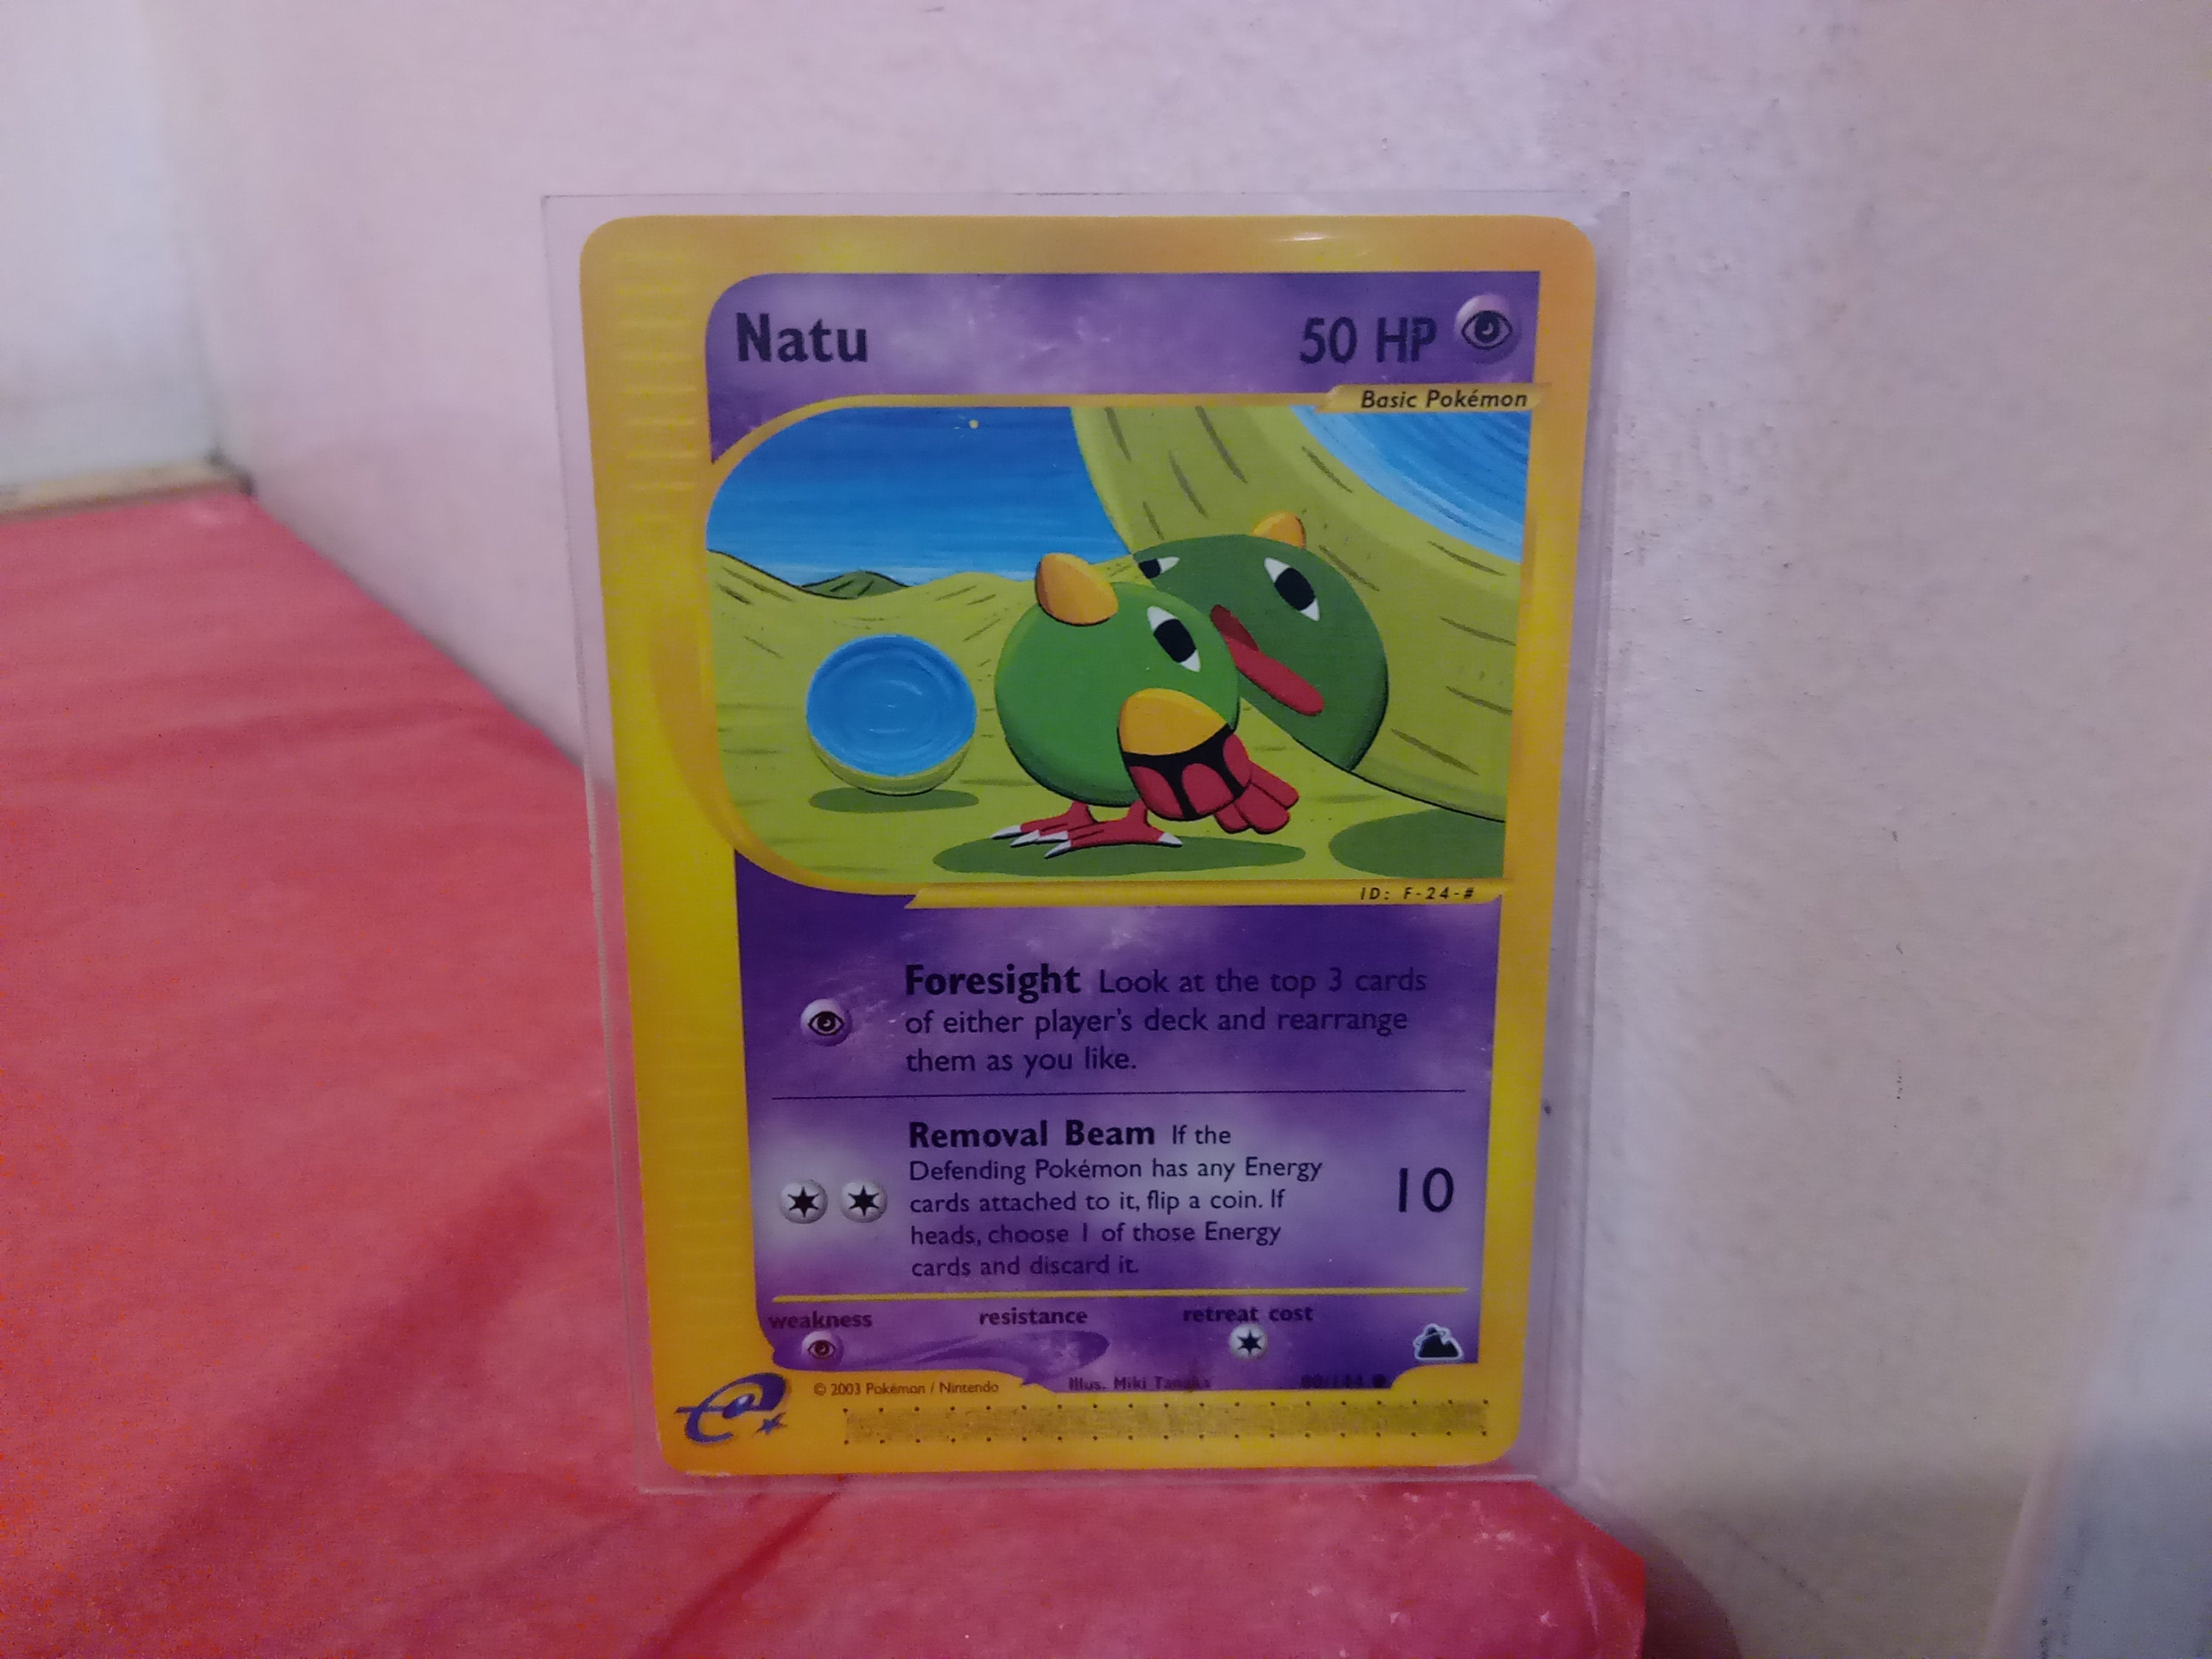 Natu
50 HP
Basic Pokémon
ID: F-24-#
Foresight Look at the top 3 cards
of either player's deck and rearrange
them as you like.
Removal Beam If the
Defending Pokémon has any Energy
cards attached to it, flip a coin. If
heads, choose 1 of those Energy
cards and discard it.
10
weakness resistance retreat cost
© 2003 Pokémon / Nintendo Illus. Miki Tanaka
e